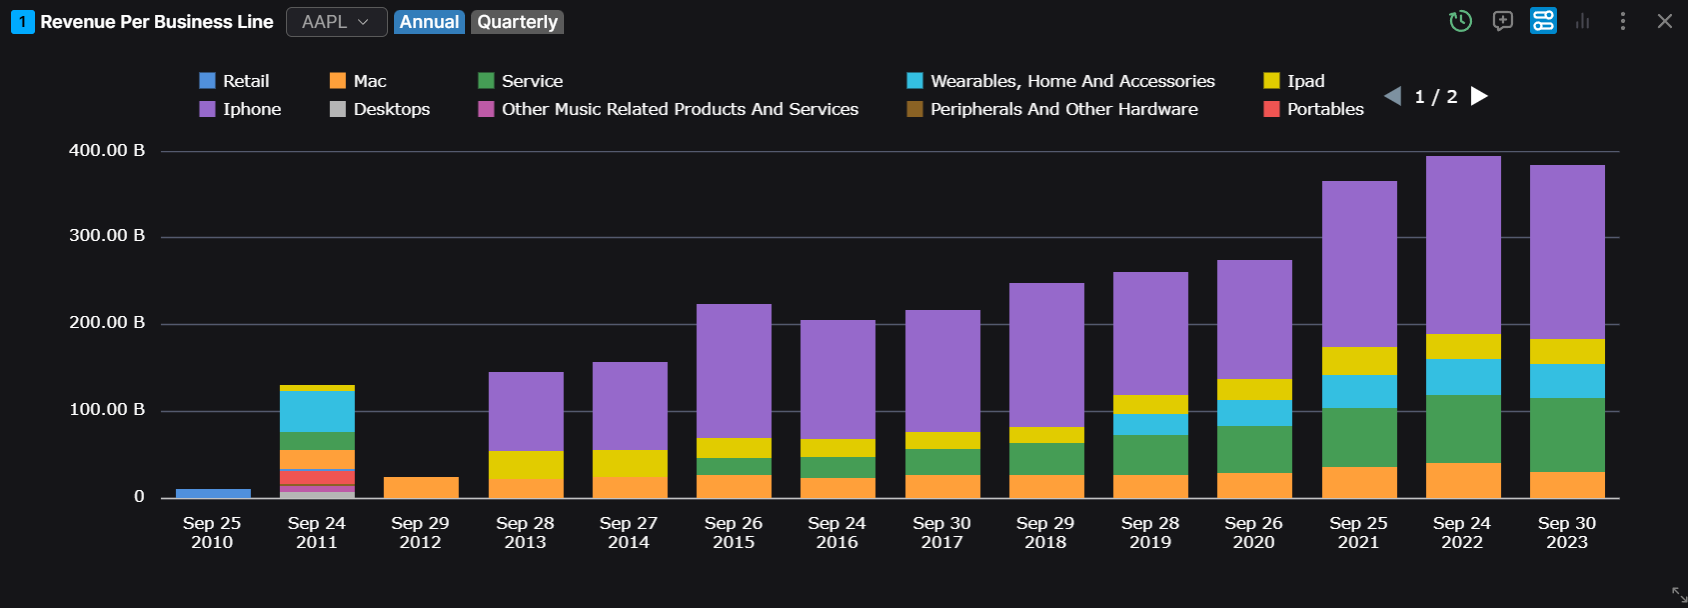 1 Revenue Per Business Line AAPL Annual Quarterly
Retail Mac Service Wearables, Home And Accessories Ipad
Iphone Desktops Other Music Related Products And Services Peripherals And Other Hardware Portables
1 / 2
400.00 B
300.00 B
200.00 B
100.00 B
0
Sep 25 Sep 24 Sep 29 Sep 28 Sep 27 Sep 26 Sep 24 Sep 30 Sep 29 Sep 28 Sep 26 Sep 25 Sep 24 Sep 30
2010 2011 2012 2013 2014 2015 2016 2017 2018 2019 2020 2021 2022 2023